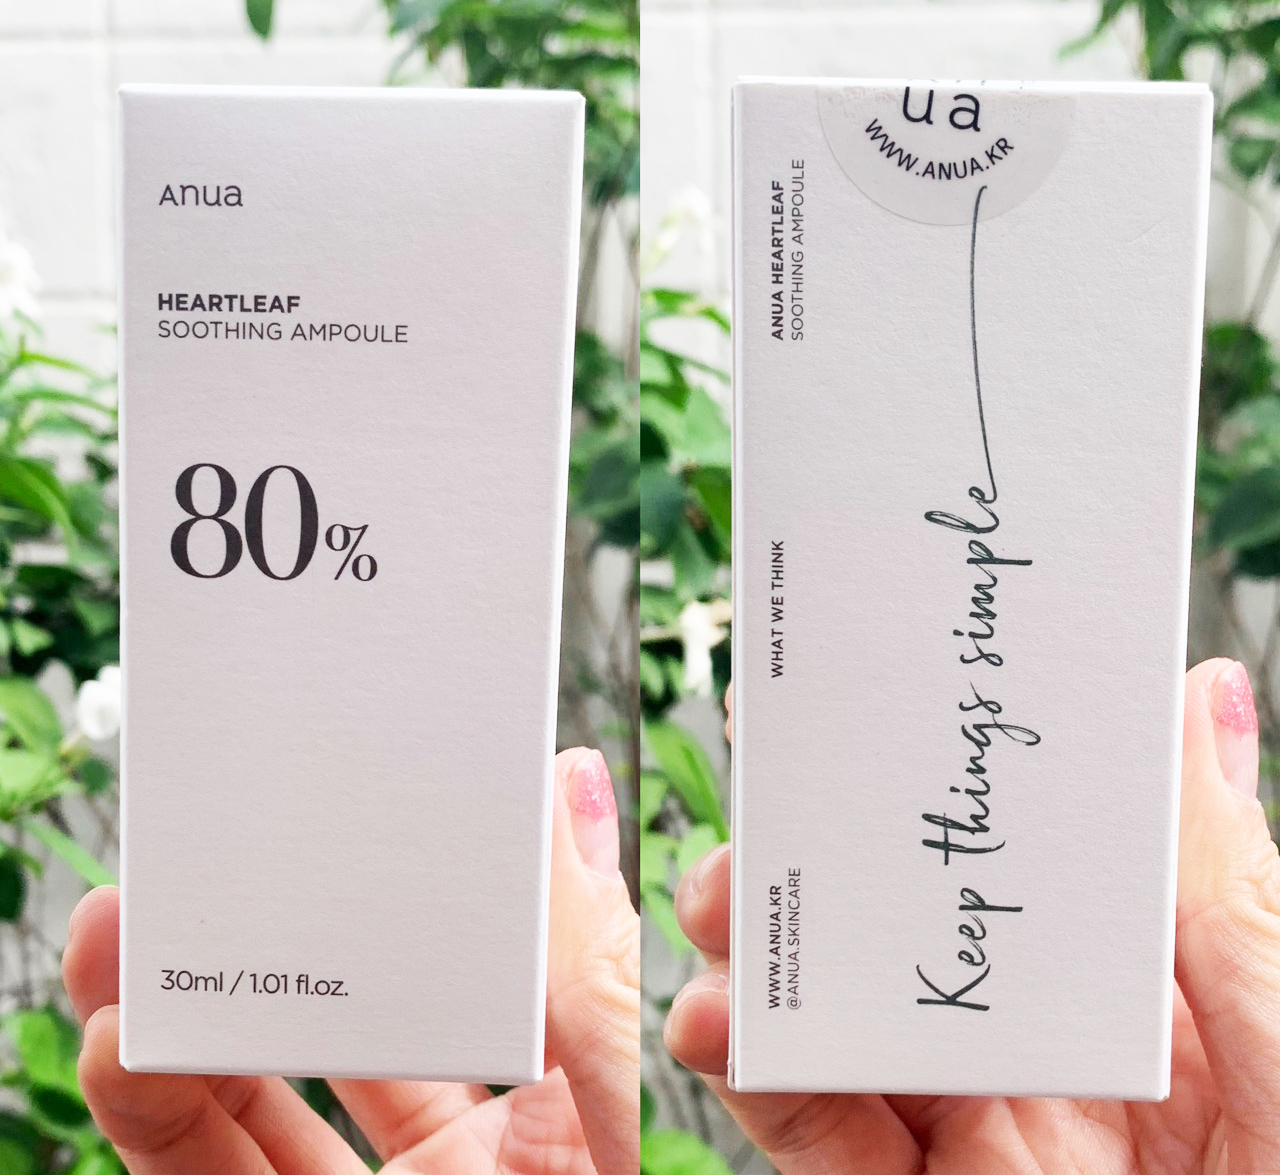 Anua
HEARTLEAF
SOOTHING AMPOULE
80%
30ml / 1.01 fl.oz.
ua
WWW.ANUA.KR
ANUA HEARTLEAF
SOOTHING AMPOULE
WHAT WE THINK
Keep things simple
WWW.ANUA.KR
@ANUA.SKINCARE